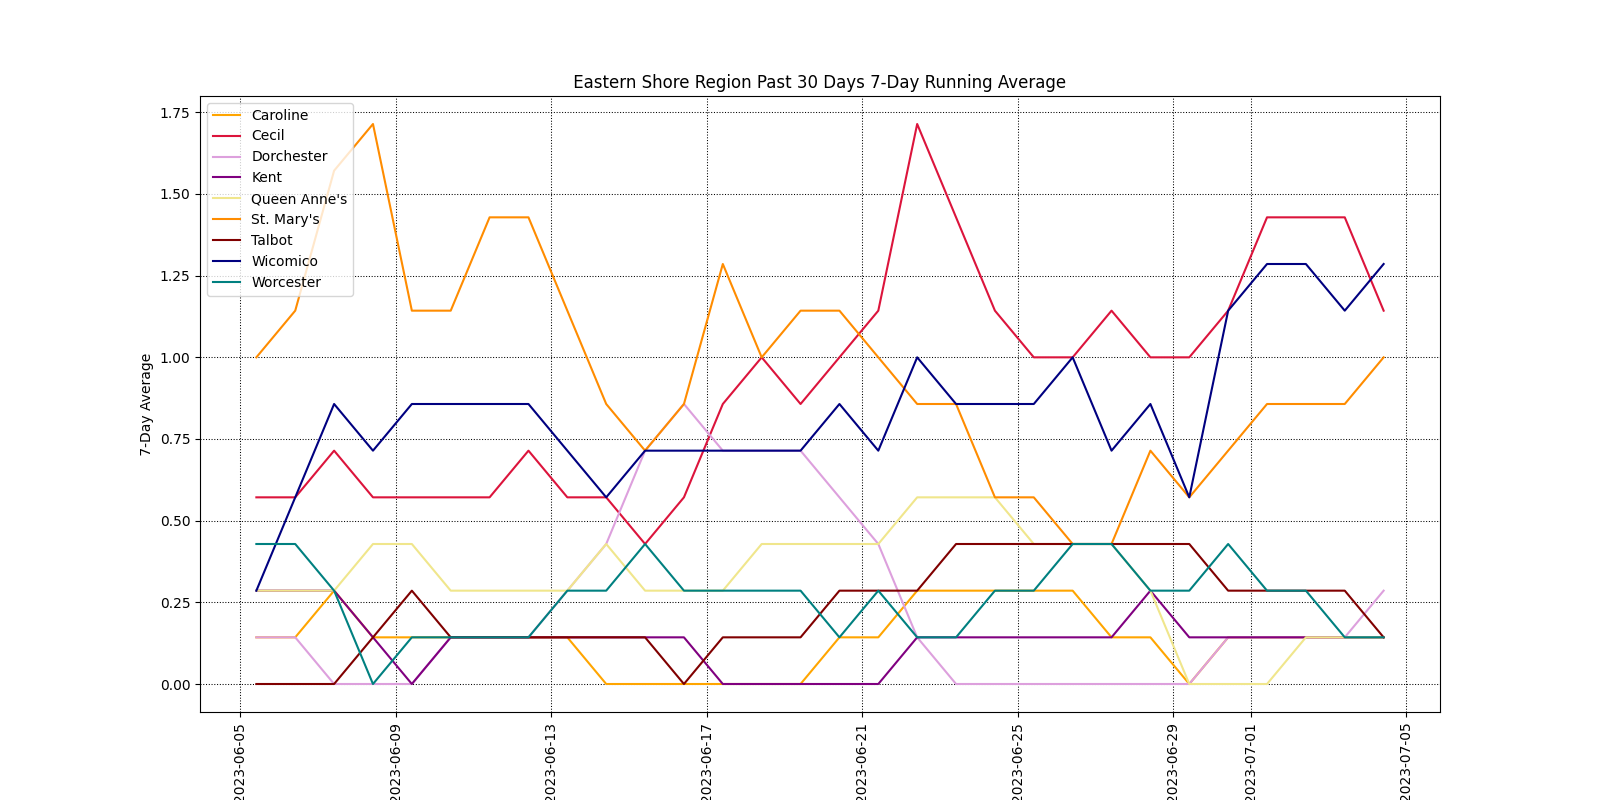 Eastern Shore Region Past 30 Days 7-Day Running Average
1.75
1.50
1.25
1.00
0.75
0.50
0.25
0.00
7-Day Average
Caroline
Cecil
Dorchester
Kent
Queen Anne's
St. Mary's
Talbot
Wicomico
Worcester
2023-06-05
2023-06-09
2023-06-13
2023-06-17
2023-06-21
2023-06-25
2023-06-29
2023-07-01
2023-07-05